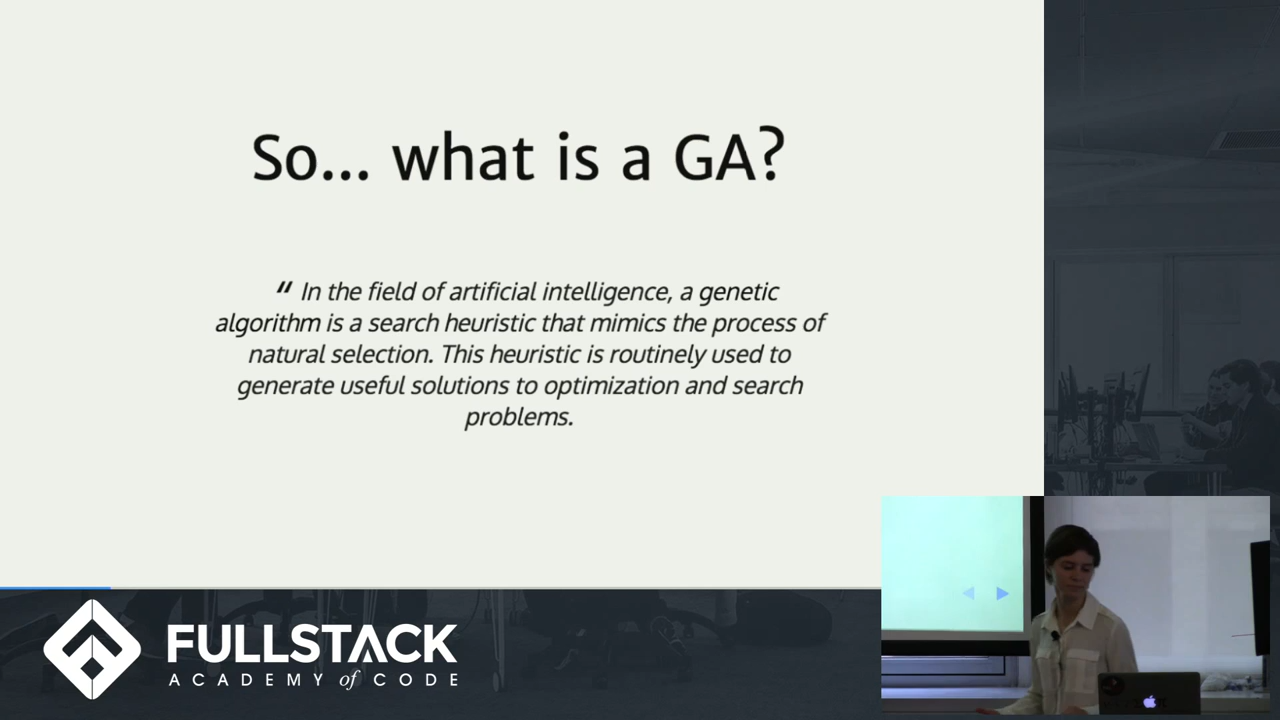 So... what is a GA?
“ In the field of artificial intelligence, a genetic
algorithm is a search heuristic that mimics the process of
natural selection. This heuristic is routinely used to
generate useful solutions to optimization and search
problems.
FULLSTACK
ACADEMY of CODE